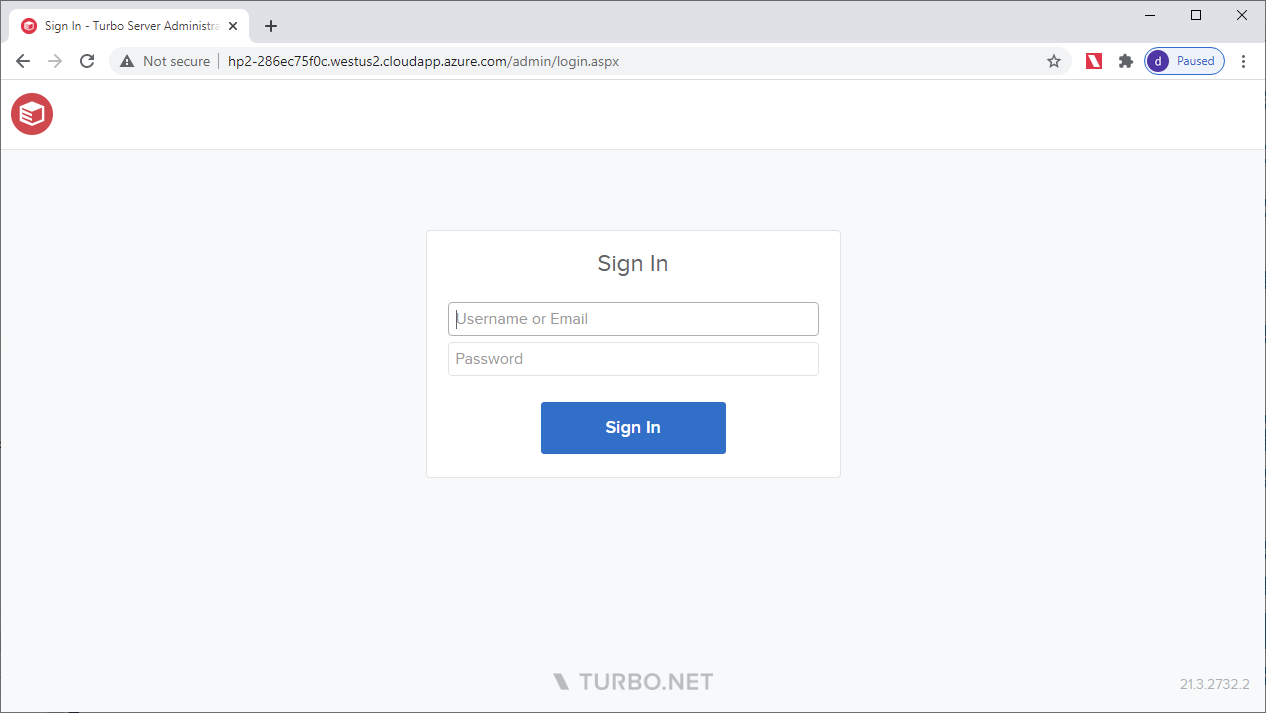 Sign In - Turbo Server Administra
Not secure
hp2-286ec75f0c.westus2.cloudapp.azure.com/admin/login.aspx
d
Paused
Sign In
Username or Email
Password
Sign In
TURBO.NET
21.3.2732.2